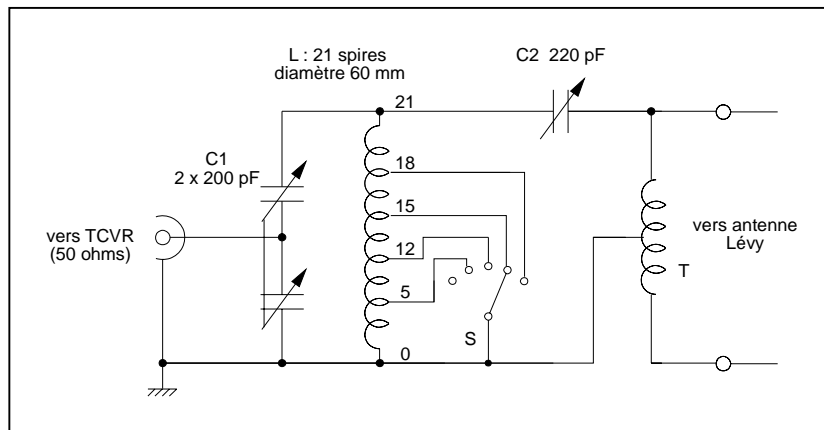 L : 21 spires
diamètre 60 mm
C2 220 pF
21
C1
2 x 200 pF
18
15
12
5
0
vers TCVR
(50 ohms)
S
T
vers antenne
Lévy